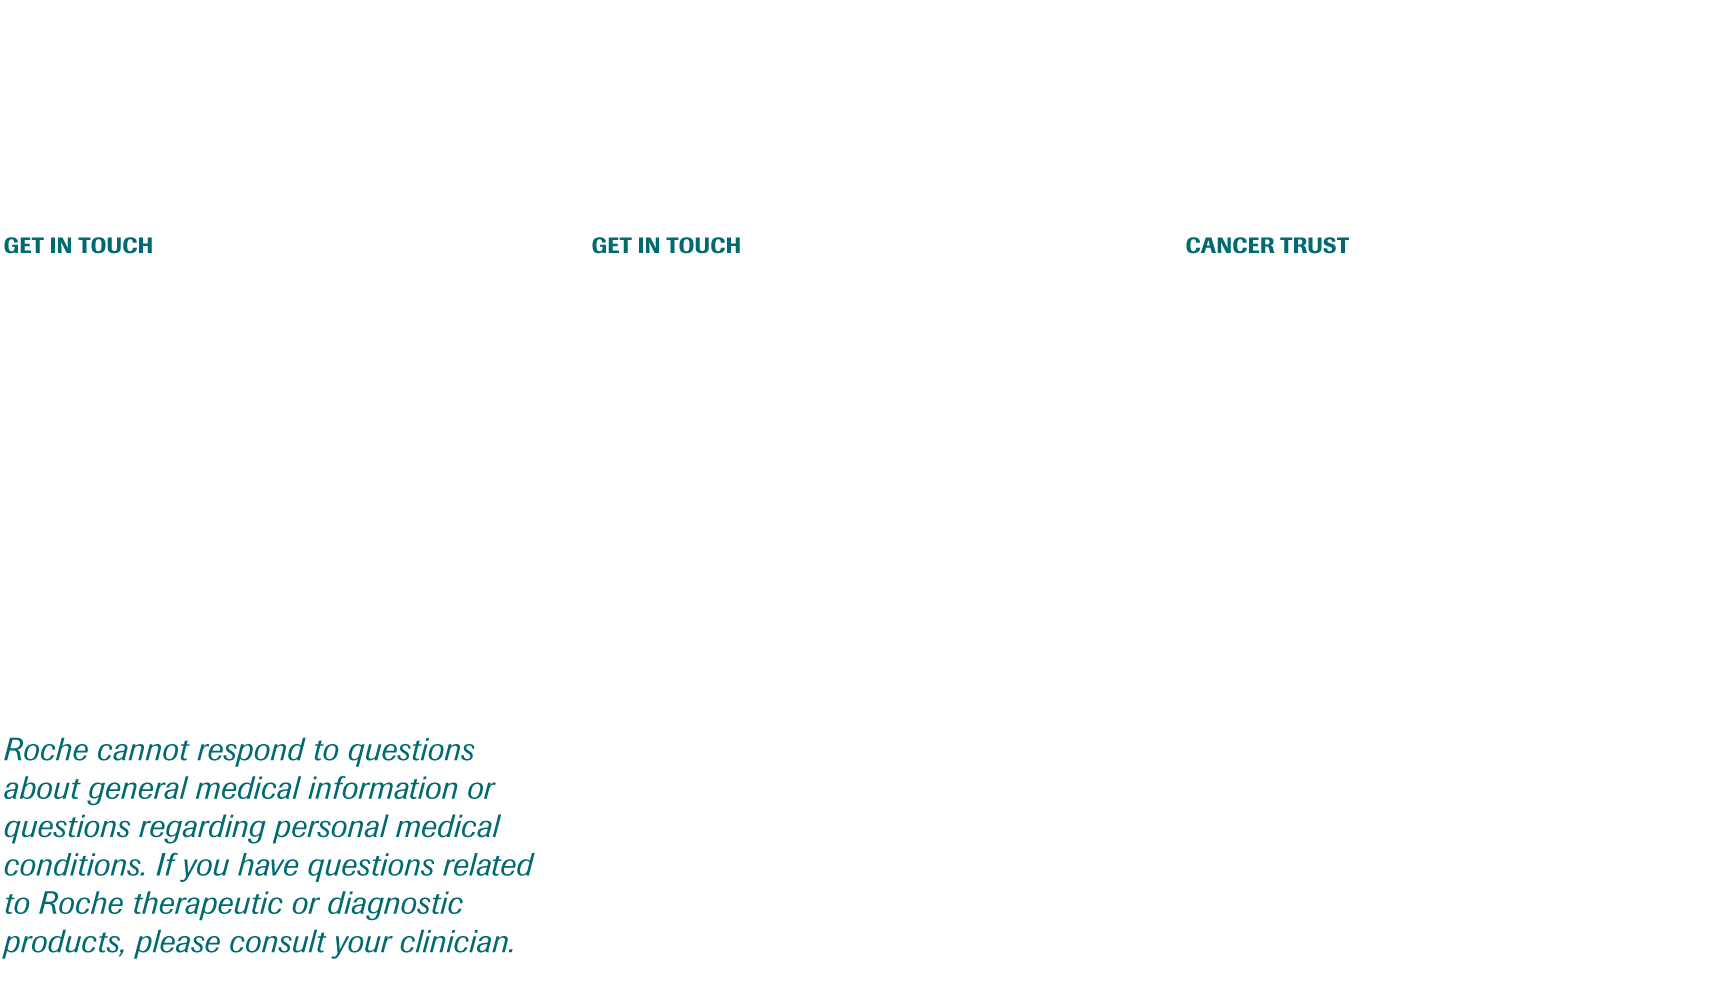 GET IN TOUCH
GET IN TOUCH
CANCER TRUST
Roche cannot respond to questions
about general medical information or
questions regarding personal medical
conditions. If you have questions related
to Roche therapeutic or diagnostic
products, please consult your clinician.